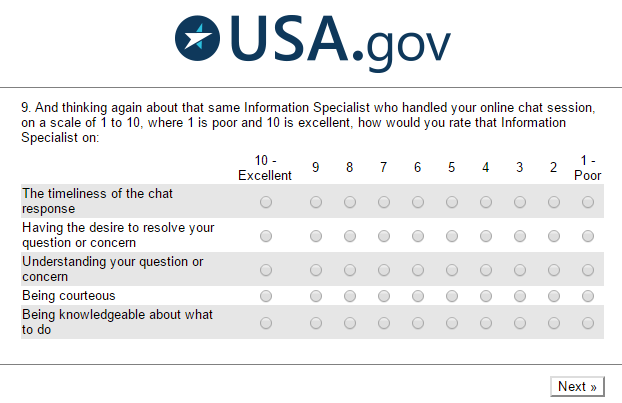 USA.gov
9. And thinking again about that same Information Specialist who handled your online chat session,
on a scale of 1 to 10, where 1 is poor and 10 is excellent, how would you rate that Information
Specialist on:
10 - Excellent 9 8 7 6 5 4 3 2 1 - Poor
The timeliness of the chat
response
Having the desire to resolve your
question or concern
Understanding your question or
concern
Being courteous
Being knowledgeable about what
to do
Next »